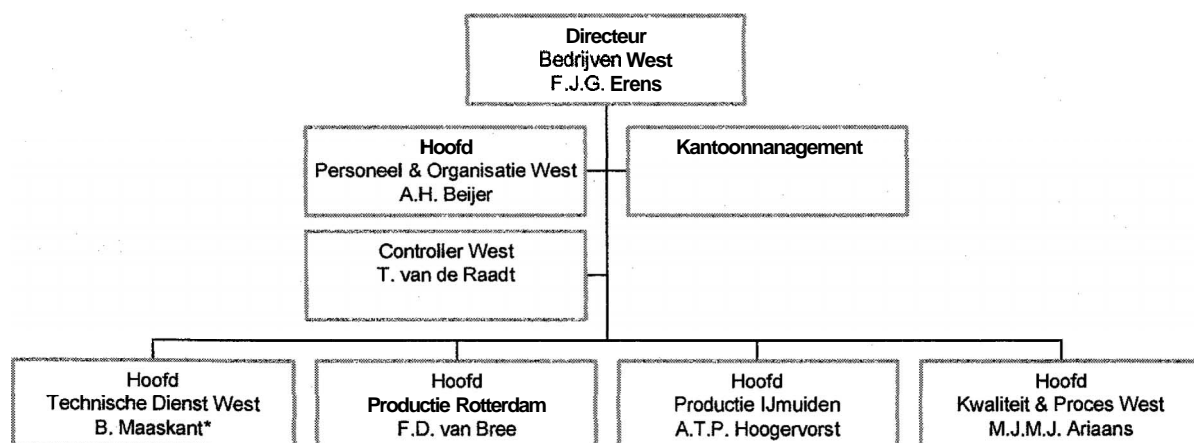 Directeur
Bedrijven West
F.J.G. Erens
Hoofd
Personeel & Organisatie West
A.H. Beijer
Kantoonnanagement
Controller West
T. van de Raadt
Hoofd
Technische Dienst West
B. Maaskant*
Hoofd
Productie Rotterdam
F.D. van Bree
Hoofd
Productie IJmuiden
A.T.P. Hoogervorst
Hoofd
Kwaliteit & Proces West
M.J.M.J. Ariaans